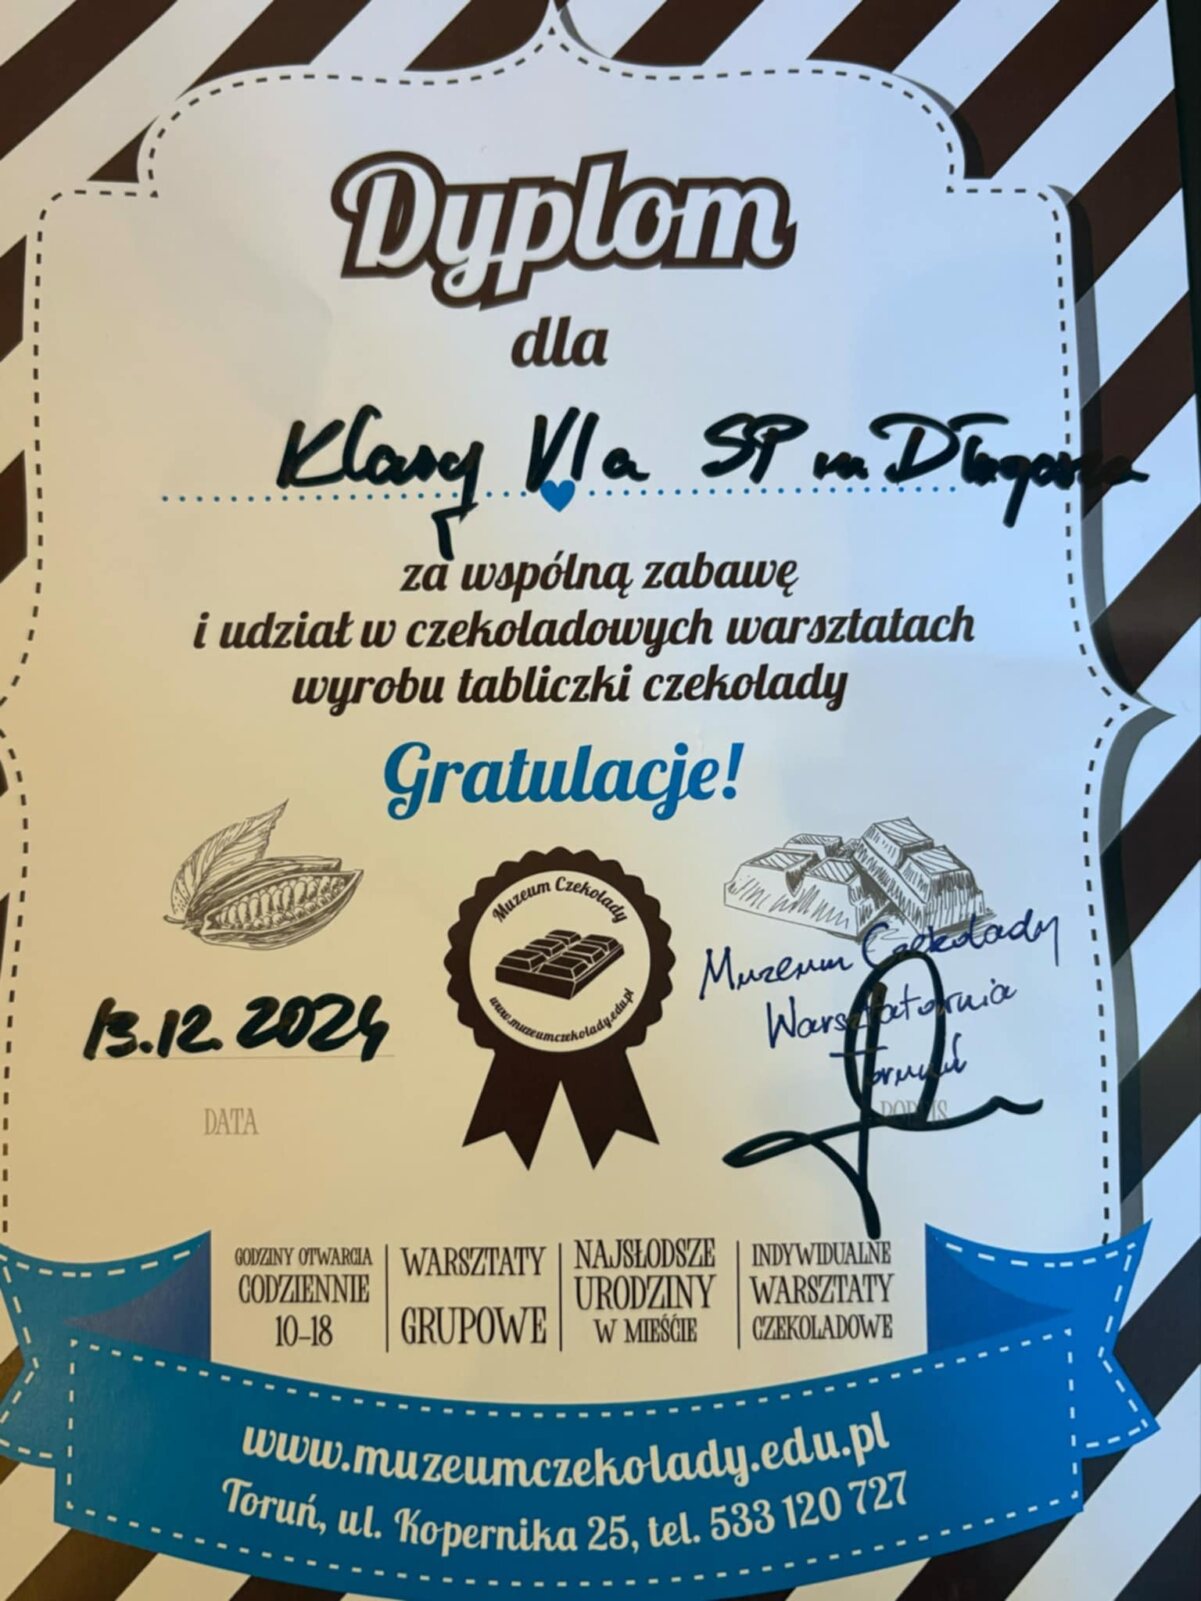 Dyplom
dla
Klasy VI a SP im Długosza
za wspólną zabawę
i udział w czekoladowych warsztatach
wyrobu tabliczki czekolady
Gratulacje!
Muzeum Czekolady
www.muzeumczekolady.edu.pl
13.12.2024
DATA
Muzeum Czekolady
Warsztatownia
Toruń
PODPIS
GODZINY OTWARCIA
CODZIENNIE
10–18
WARSZTATY
GRUPOWE
NAJSŁODSZE
URODZINY
W MIEŚCIE
INDYWIDUALNE
WARSZTATY
CZEKOLADOWE
www.muzeumczekolady.edu.pl
Toruń, ul. Kopernika 25, tel. 533 120 727